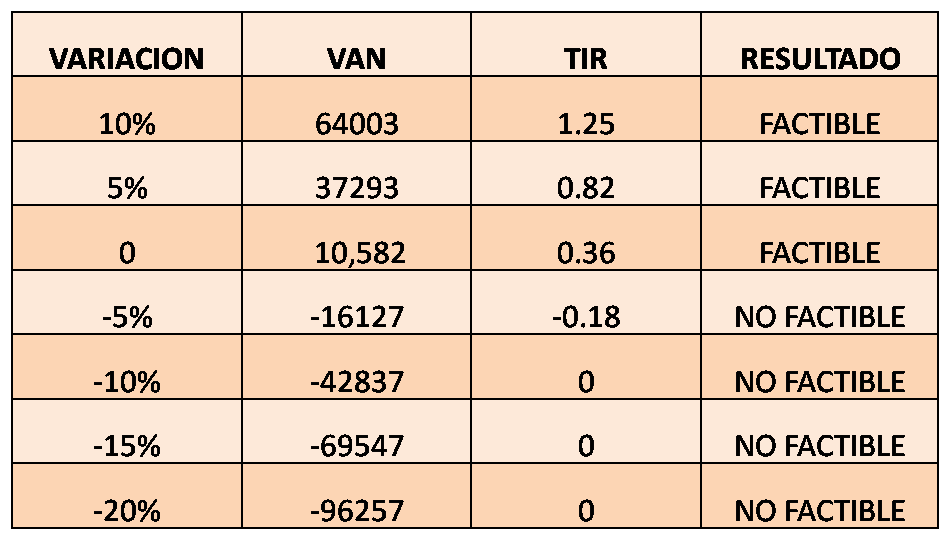 VARIACION VAN TIR RESULTADO
10% 64003 1.25 FACTIBLE
5% 37293 0.82 FACTIBLE
0 10,582 0.36 FACTIBLE
-5% -16127 -0.18 NO FACTIBLE
-10% -42837 0 NO FACTIBLE
-15% -69547 0 NO FACTIBLE
-20% -96257 0 NO FACTIBLE